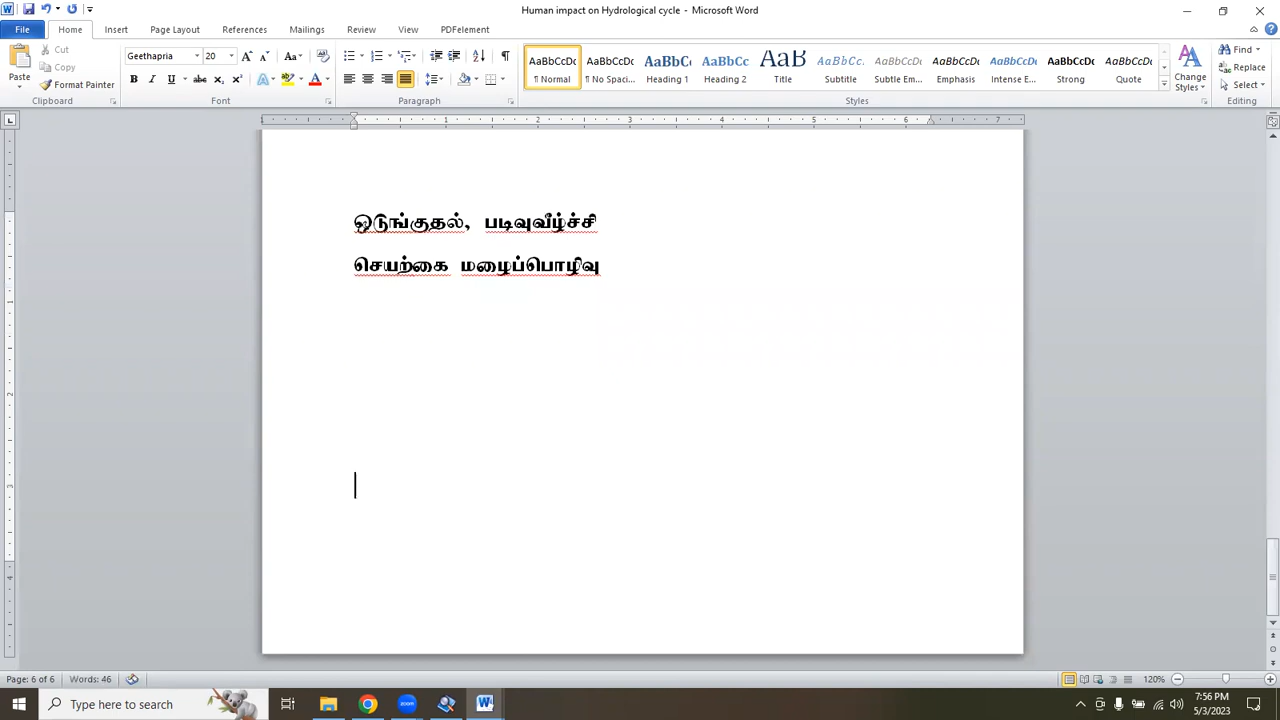 Human impact on Hydrological cycle - Microsoft Word
File Home Insert Page Layout References Mailings Review View PDFelement
Paste
Cut
Copy
Format Painter
Clipboard
Geethapria 20
Font
Paragraph
AaBbCcDc AaBbCcDc AaBbC AaBbCc AaB AaBbCc. AaBbCcDc AaBbCcDc AaBbCcDc AaBbCcDc AaBbCcDc
¶ Normal ¶ No Spaci... Heading 1 Heading 2 Title Subtitle Subtle Em... Emphasis Intense E... Strong Quote
Styles
Change Styles
Find
Replace
Select
Editing
ஒடுங்குதல், படிவுவீழ்ச்சி
செயற்கை மழைப்பொழிவு
Page: 6 of 6 Words: 46 120%
Type here to search
zoom
7:56 PM
5/3/2023